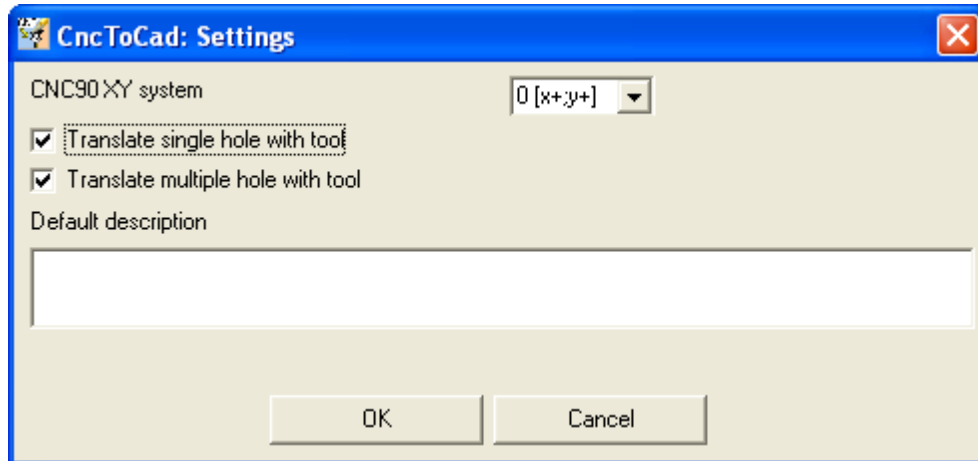 CncToCad: Settings
CNC90 XY system
0 [x+;y+]
Translate single hole with tool
Translate multiple hole with tool
Default description
OK
Cancel